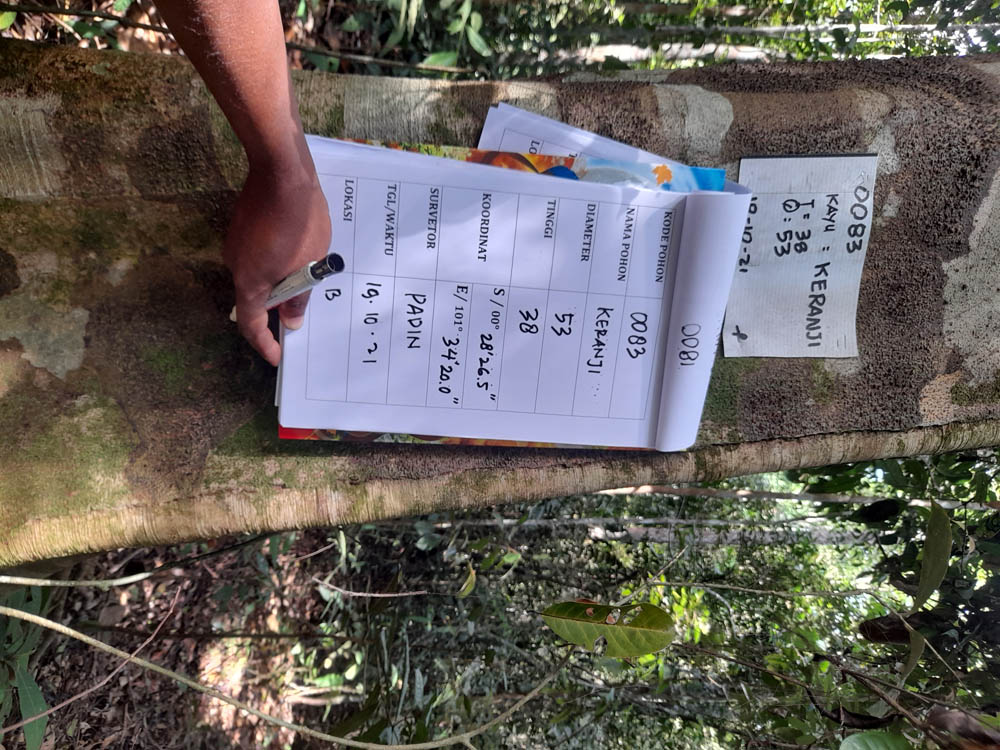 0083
KAYU : KERANJI
T = 38
Ø : 53
19-10-21
0081
KODE POHON 0083
NAMA POHON KERANJI
DIAMETER 53
TINGGI 38
KOORDINAT S / 00° 28'26.5"
E/ 101° 34'20.0"
SURVETOR PADIN
TGL/WAKTU 19. 10 . 21
LOKASI B
LO